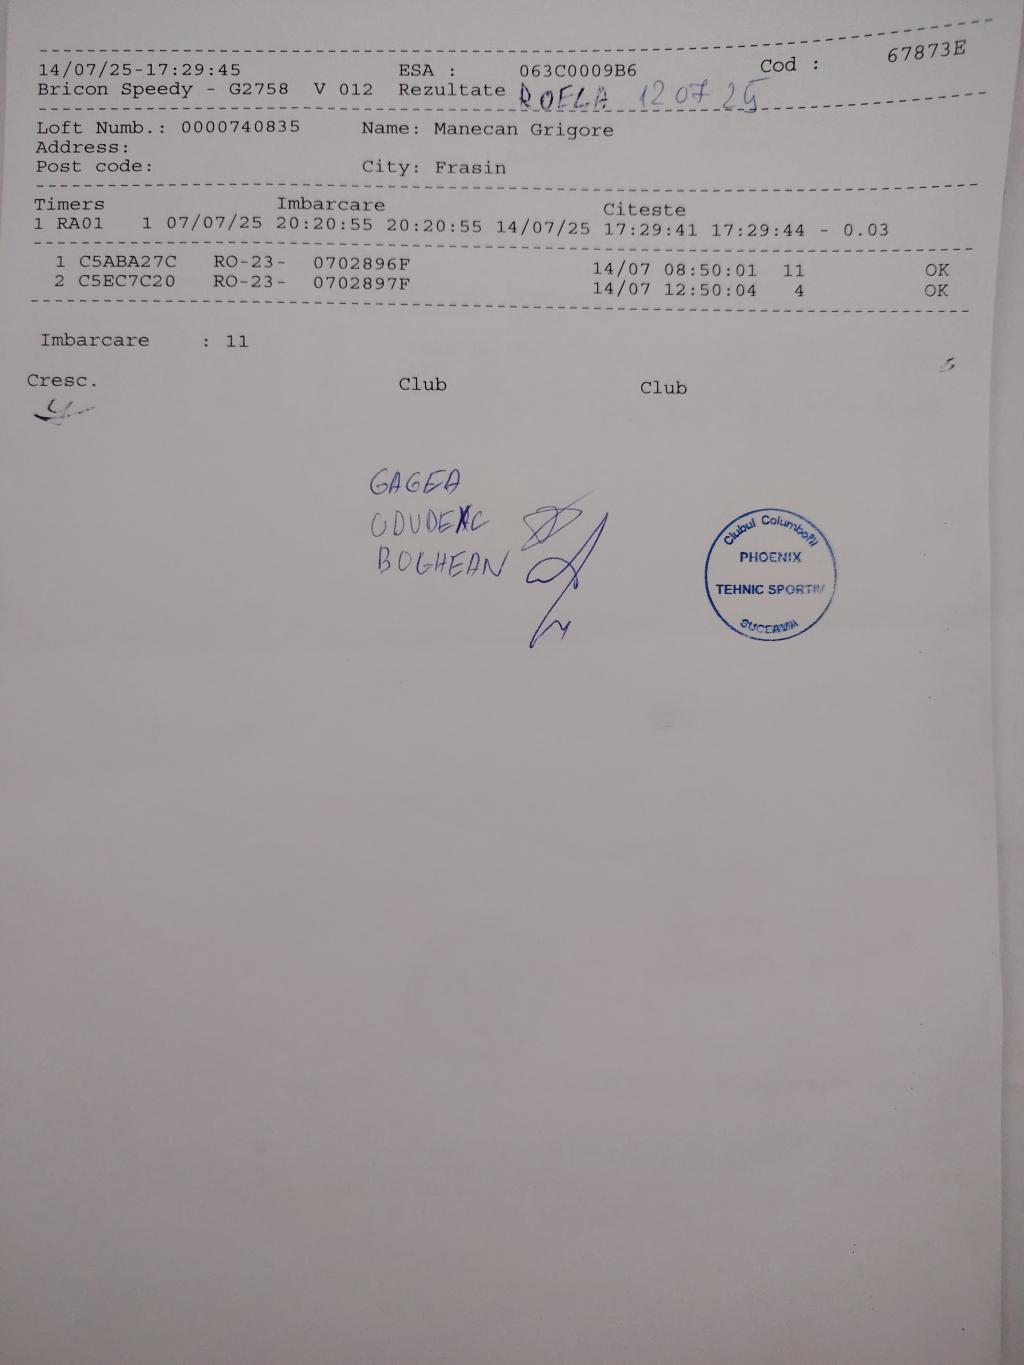 14/07/25-17:29:45 ESA : 063C0009B6 Cod : 67873E
Bricon Speedy - G2758 V 012 Rezultate ROELA 12 07 25
Loft Numb.: 0000740835 Name: Manecan Grigore
Address:
Post code: City: Frasin
Timers Imbarcare Citeste
1 RA01 1 07/07/25 20:20:55 20:20:55 14/07/25 17:29:41 17:29:44 - 0.03
1 C5ABA27C RO-23- 0702896F 14/07 08:50:01 11 OK
2 C5EC7C20 RO-23- 0702897F 14/07 12:50:04 4 OK
Imbarcare : 11
Cresc. Club Club
GAGEA
BOGHEAN
Clubul Columbofil
PHOENIX
TEHNIC SPORTIV
SUCEAVA